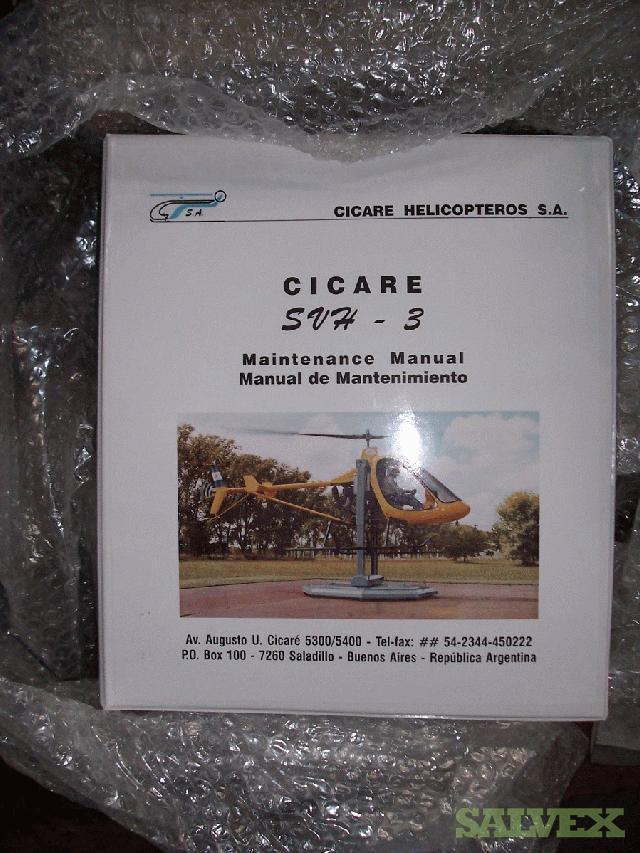 S.A.
CICARE HELICOPTEROS S.A.
CICARE
SVH - 3
Maintenance Manual
Manual de Mantenimiento
Av. Augusto U. Cicaré 5300/5400 - Tel-fax: ## 54-2344-450222
P.O. Box 100 - 7260 Saladillo - Buenos Aires - República Argentina
SALVEX